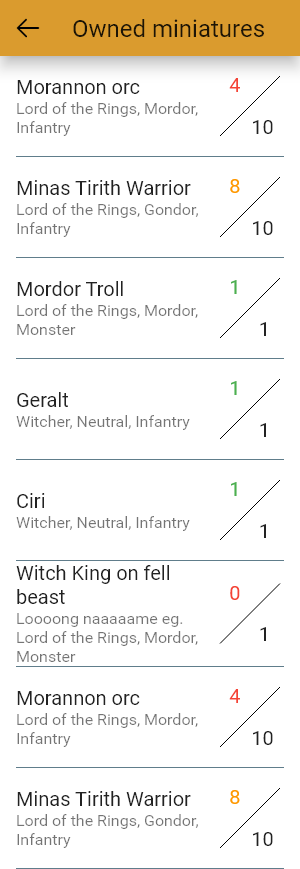 Owned miniatures
Morannon orc
Lord of the Rings, Mordor,
Infantry
4
10
Minas Tirith Warrior
Lord of the Rings, Gondor,
Infantry
8
10
Mordor Troll
Lord of the Rings, Mordor,
Monster
1
1
Geralt
Witcher, Neutral, Infantry
1
1
Ciri
Witcher, Neutral, Infantry
1
1
Witch King on fell
beast
Looooong naaaaame eg.
Lord of the Rings, Mordor,
Monster
0
1
Morannon orc
Lord of the Rings, Mordor,
Infantry
4
10
Minas Tirith Warrior
Lord of the Rings, Gondor,
Infantry
8
10